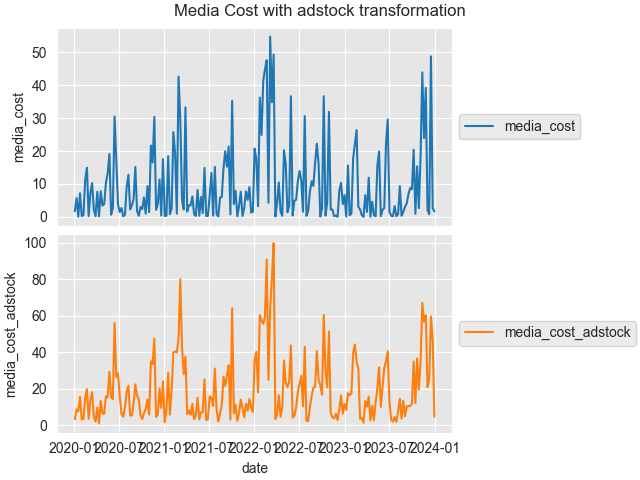 Media Cost with adstock transformation
50
40
30
20
10
0
media_cost
media_cost
100
80
60
40
20
0
media_cost_adstock
media_cost_adstock
2020-01 2020-07 2021-01 2021-07 2022-01 2022-07 2023-01 2023-07 2024-01
date